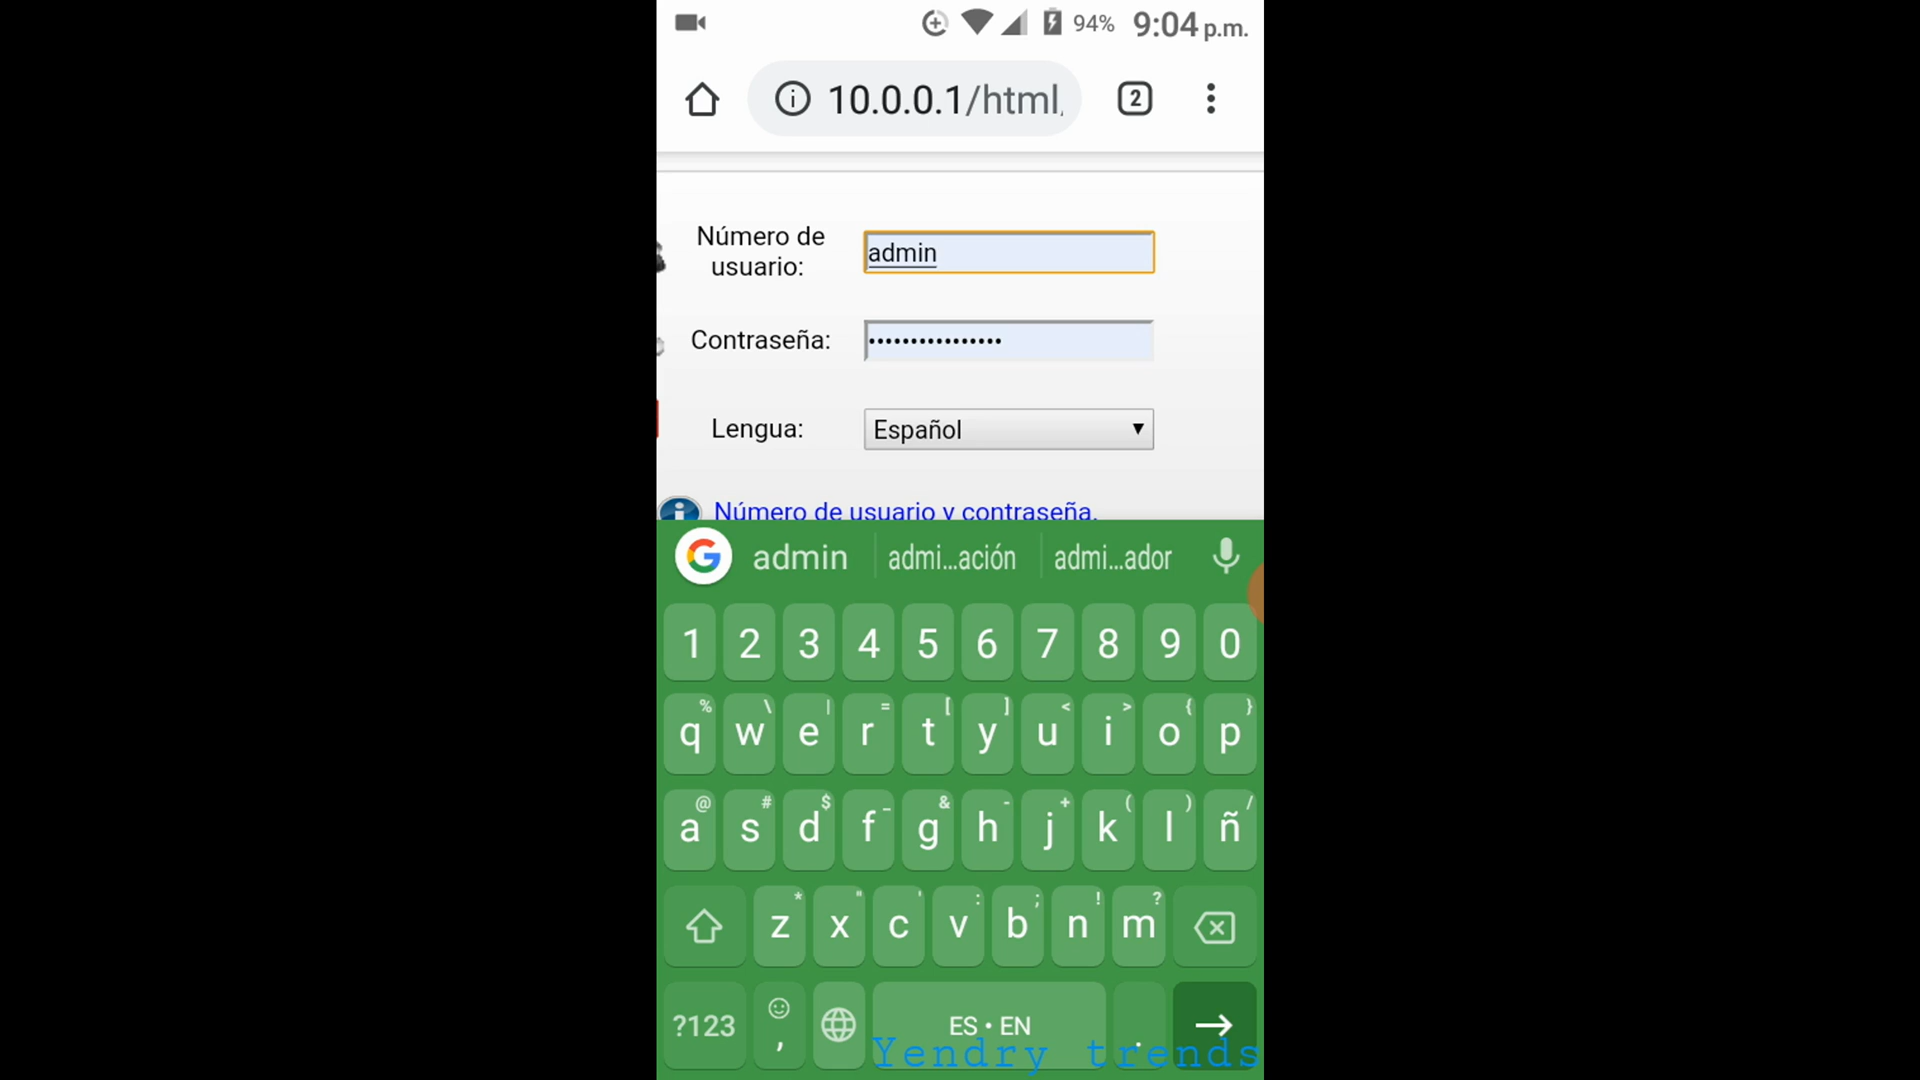 94% 9:04 p.m.
10.0.0.1/html
2
Número de
usuario:
admin
Contraseña:
••••••••••••••••
Lengua:
Español
Número de usuario y contraseña.
admin admi...ación admi...ador
1 2 3 4 5 6 7 8 9 0
% \ | = [ ] < > { }
q w e r t y u i o p
@ # $ _ & - + ( ) /
a s d f g h j k l ñ
* " ' : ; ! ?
z x c v b n m
?123 , ES • EN .
Yendry trends